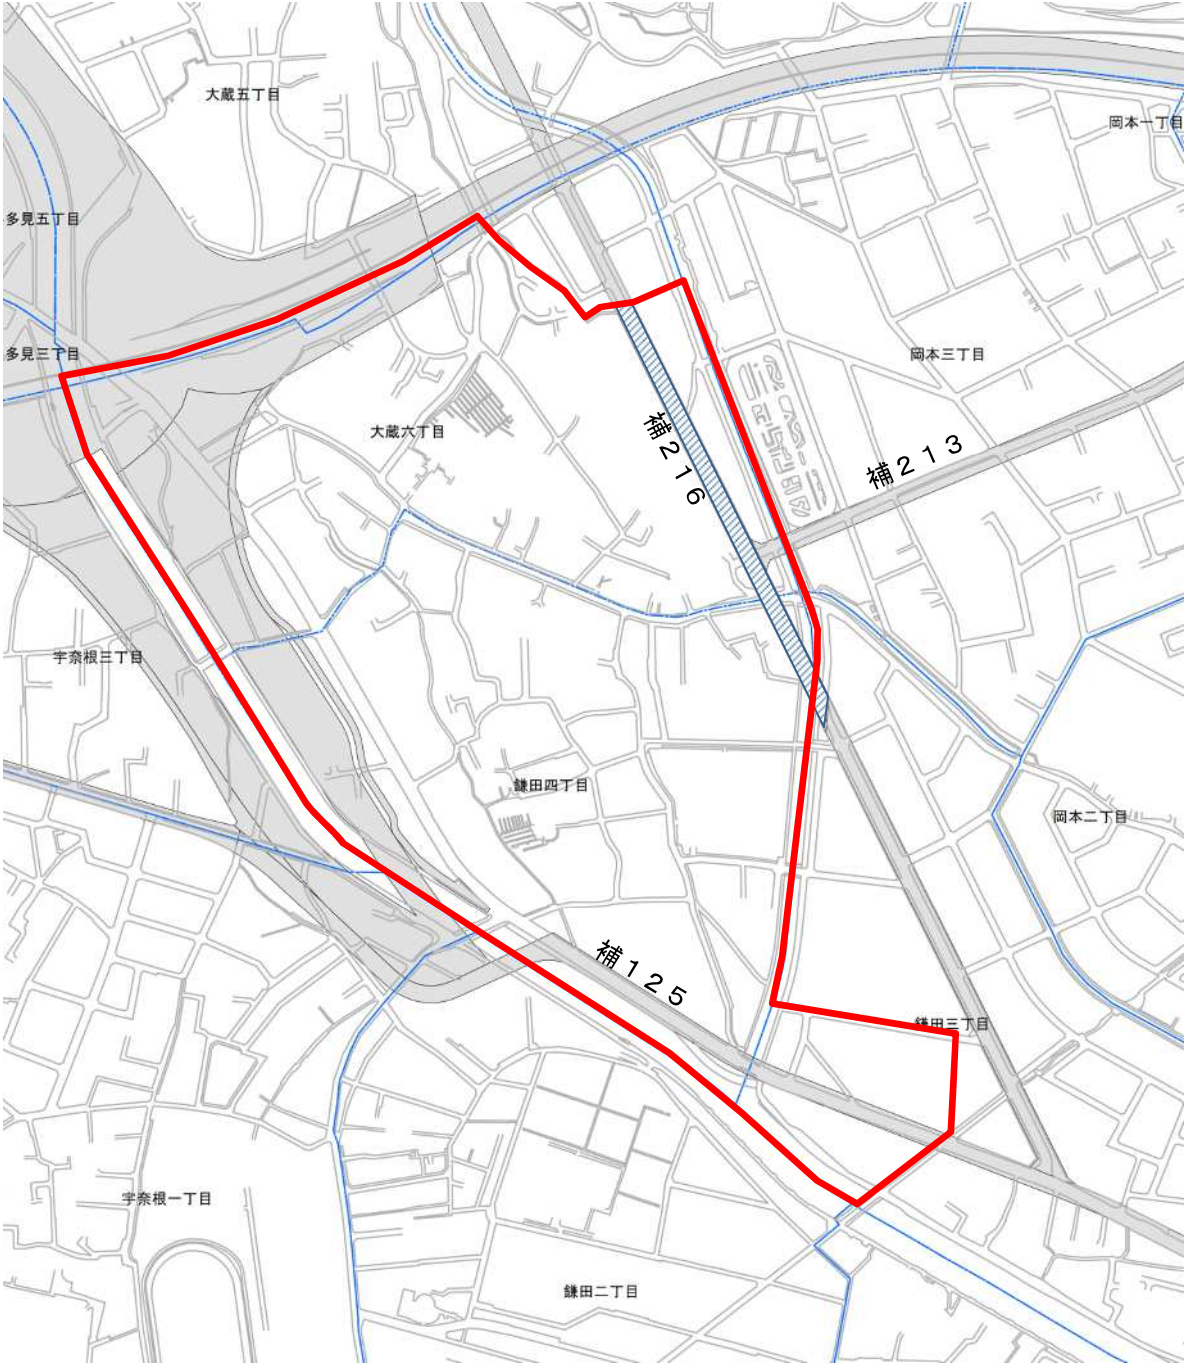 大蔵五丁目
岡本一丁目
多見五丁目
多見三丁目
岡本三丁目
大蔵六丁目
補216
補213
宇奈根三丁目
鎌田四丁目
岡本二丁目
補125
鎌田三丁目
宇奈根一丁目
鎌田二丁目